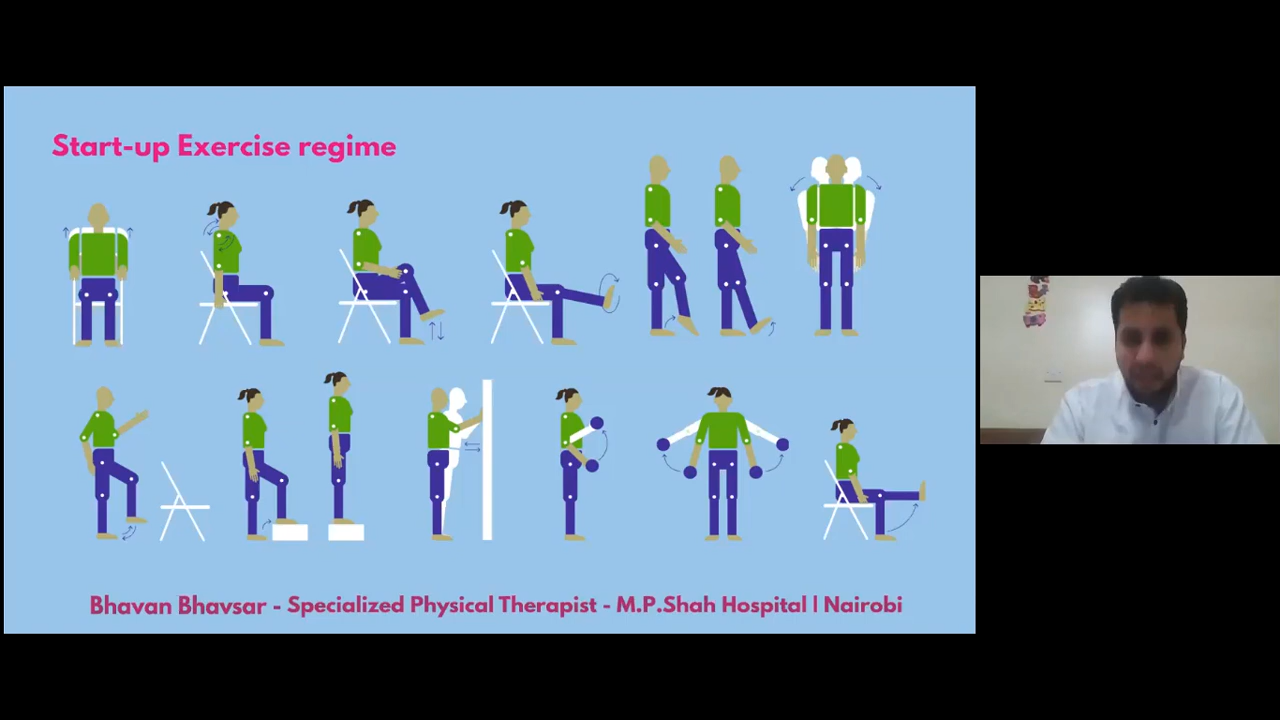 Start-up Exercise regime
Bhavan Bhavsar - Specialized Physical Therapist - M.P.Shah Hospital | Nairobi